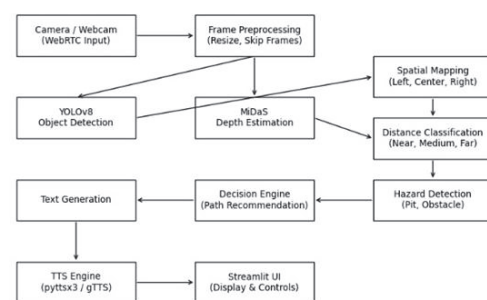 Camera / Webcam
(WebRTC Input)
Frame Preprocessing
(Resize, Skip Frames)
Spatial Mapping
(Left, Center, Right)
YOLOv8
Object Detection
MiDaS
Depth Estimation
Distance Classification
(Near, Medium, Far)
Text Generation
Decision Engine
(Path Recommendation)
Hazard Detection
(Pit, Obstacle)
TTS Engine
(pyttsx3 / gTTS)
Streamlit UI
(Display & Controls)